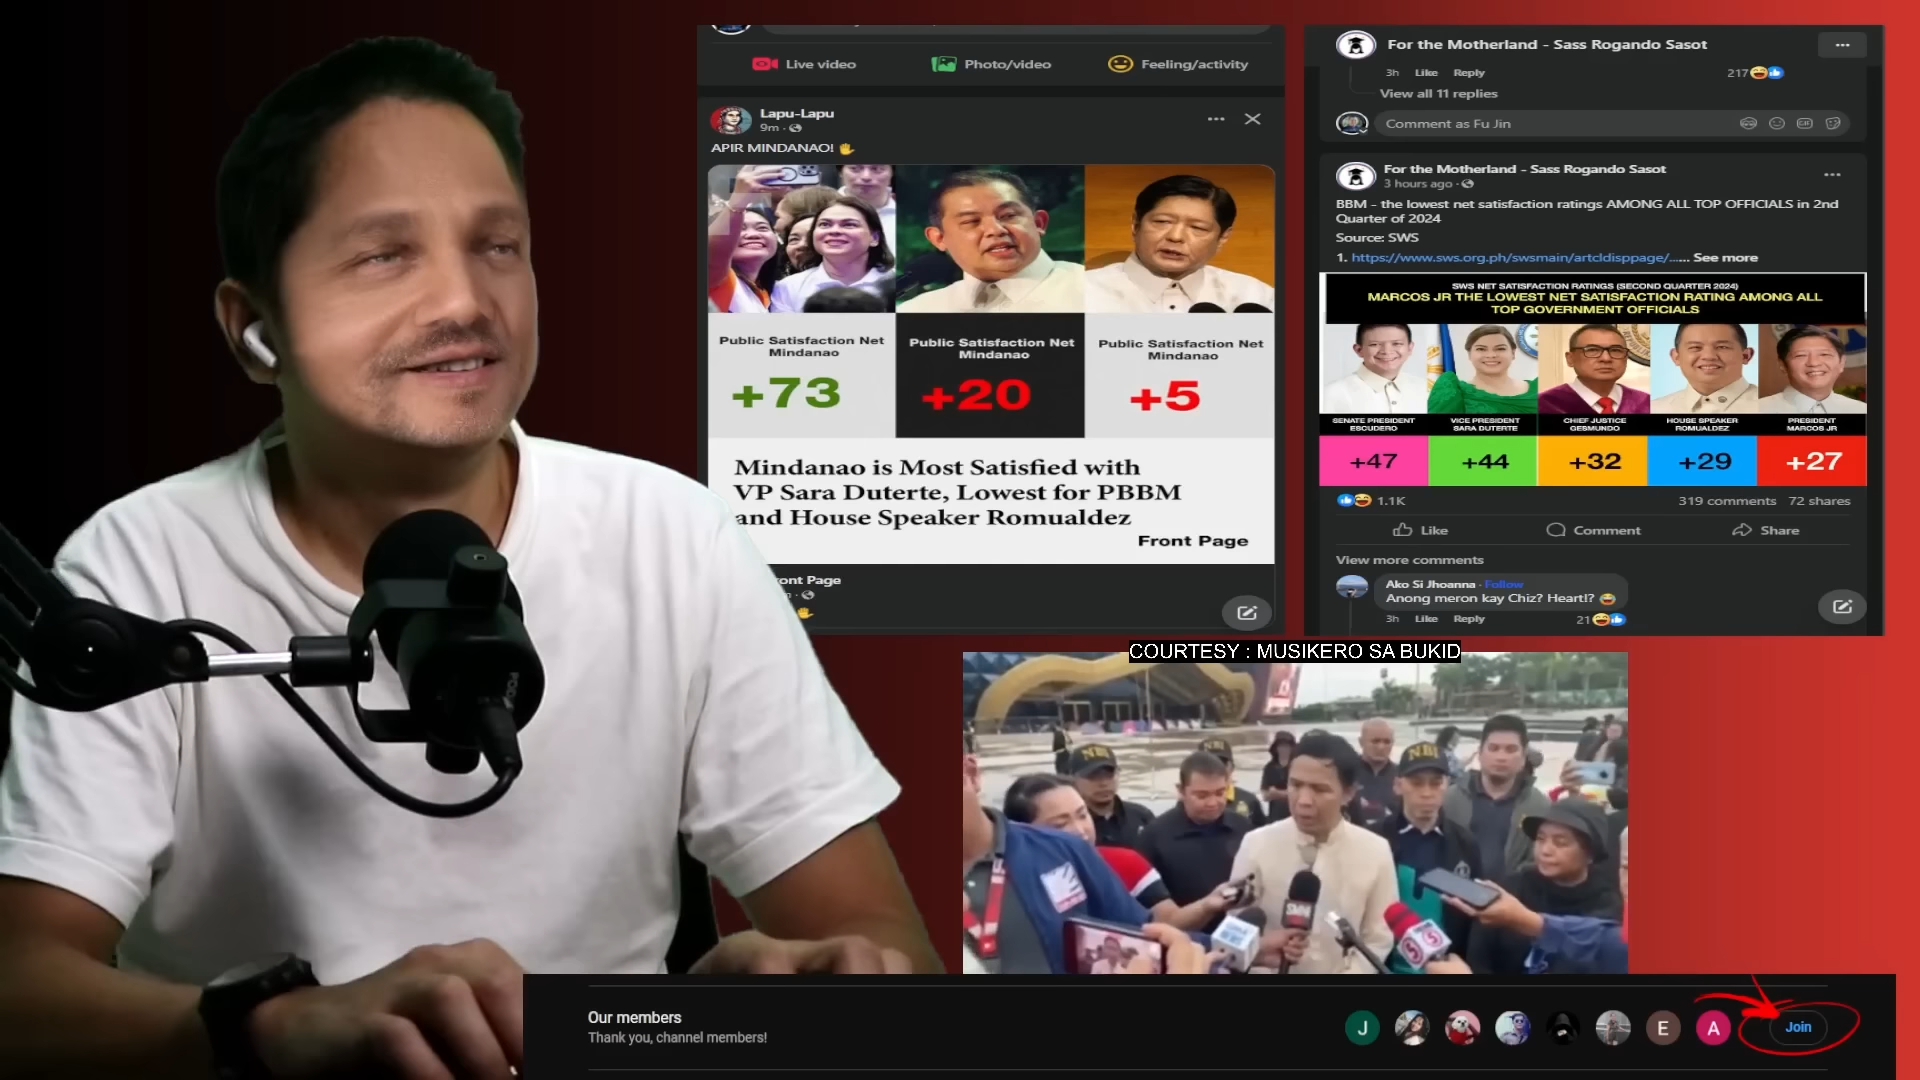 Live video
Photo/video
Feeling/activity
Lapu-Lapu
9m
APIR MINDANAO!
Public Satisfaction Net
Mindanao
+73
Public Satisfaction Net
Mindanao
+20
Public Satisfaction Net
Mindanao
+5
Mindanao is Most Satisfied with
VP Sara Duterte, Lowest for PBBM
and House Speaker Romualdez
Front Page
ront Page
For the Motherland - Sass Rogando Sasot
3h Like Reply
217
View all 11 replies
Comment as Fu Jin
GIF
For the Motherland - Sass Rogando Sasot
3 hours ago
BBM - the lowest net satisfaction ratings AMONG ALL TOP OFFICIALS in 2nd
Quarter of 2024
Source: SWS
1. https://www.sws.org.ph/swsmain/artcldisppage/...... See more
SWS NET SATISFACTION RATINGS (SECOND QUARTER 2024)
MARCOS JR THE LOWEST NET SATISFACTION RATING AMONG ALL
TOP GOVERNMENT OFFICIALS
SENATE PRESIDENT
ESCUDERO
VICE PRESIDENT
SARA DUTERTE
CHIEF JUSTICE
GESMUNDO
HOUSE SPEAKER
ROMUALDEZ
PRESIDENT
MARCOS JR
+47
+44
+32
+29
+27
1.1K
319 comments 72 shares
Like
Comment
Share
View more comments
Ako Si Jhoanna · Follow
Anong meron kay Chiz? Heart!?
3h Like Reply
21
COURTESY : MUSIKERO SA BUKID
NBI
NBI
NBI
SMNI
5
Our members
Thank you, channel members!
J
E
A
Join